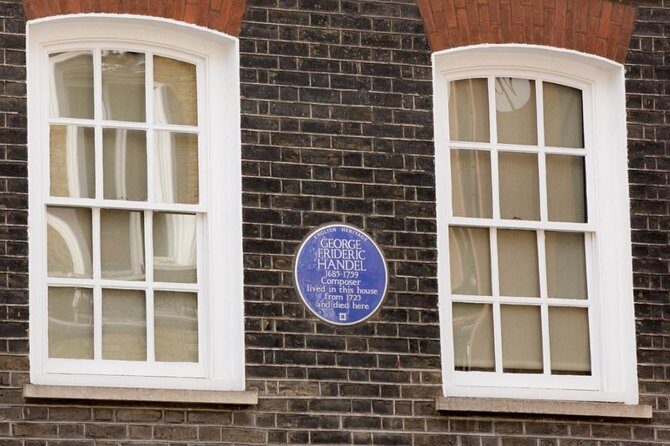 ENGLISH HERITAGE
GEORGE
FRIDERIC
HANDEL
1685-1759
Composer
lived in this house
from 1723
and died here